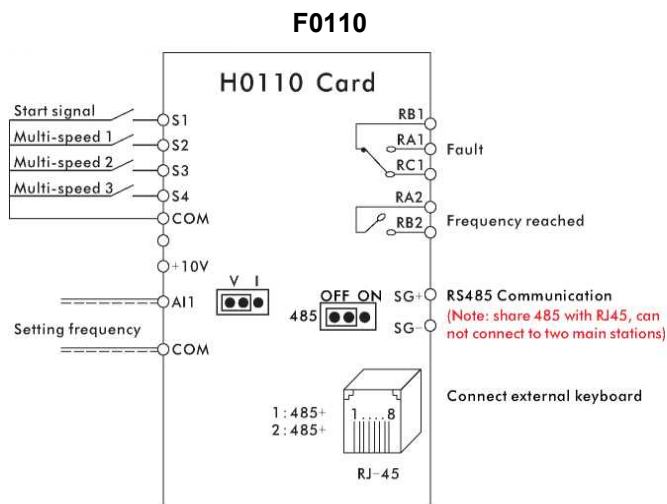 F0110
H0110 Card
Start signal
S1
Multi-speed 1
S2
Multi-speed 2
S3
Multi-speed 3
S4
COM
+10V
AI1
Setting frequency
COM
V I
RB1
RA1
Fault
RC1
RA2
Frequency reached
RB2
OFF ON
485
SG+
RS485 Communication
(Note: share 485 with RJ45, can
SG-
not connect to two main stations)
Connect external keyboard
1 : 485+
2 : 485+
1....8
RJ-45